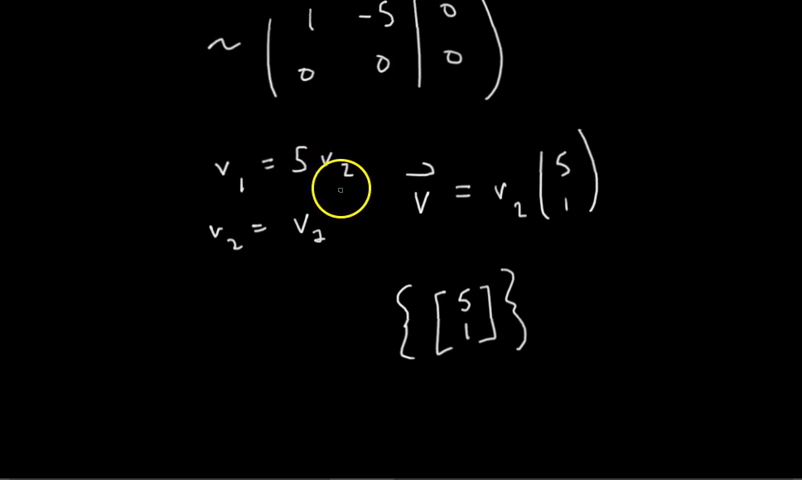 1 -5 | 0
~ ( 0 0 | 0 )
v₁ = 5 v₂
v⃗ = v₂ (5 1)
v₂ = v₂
{ [5 1] }